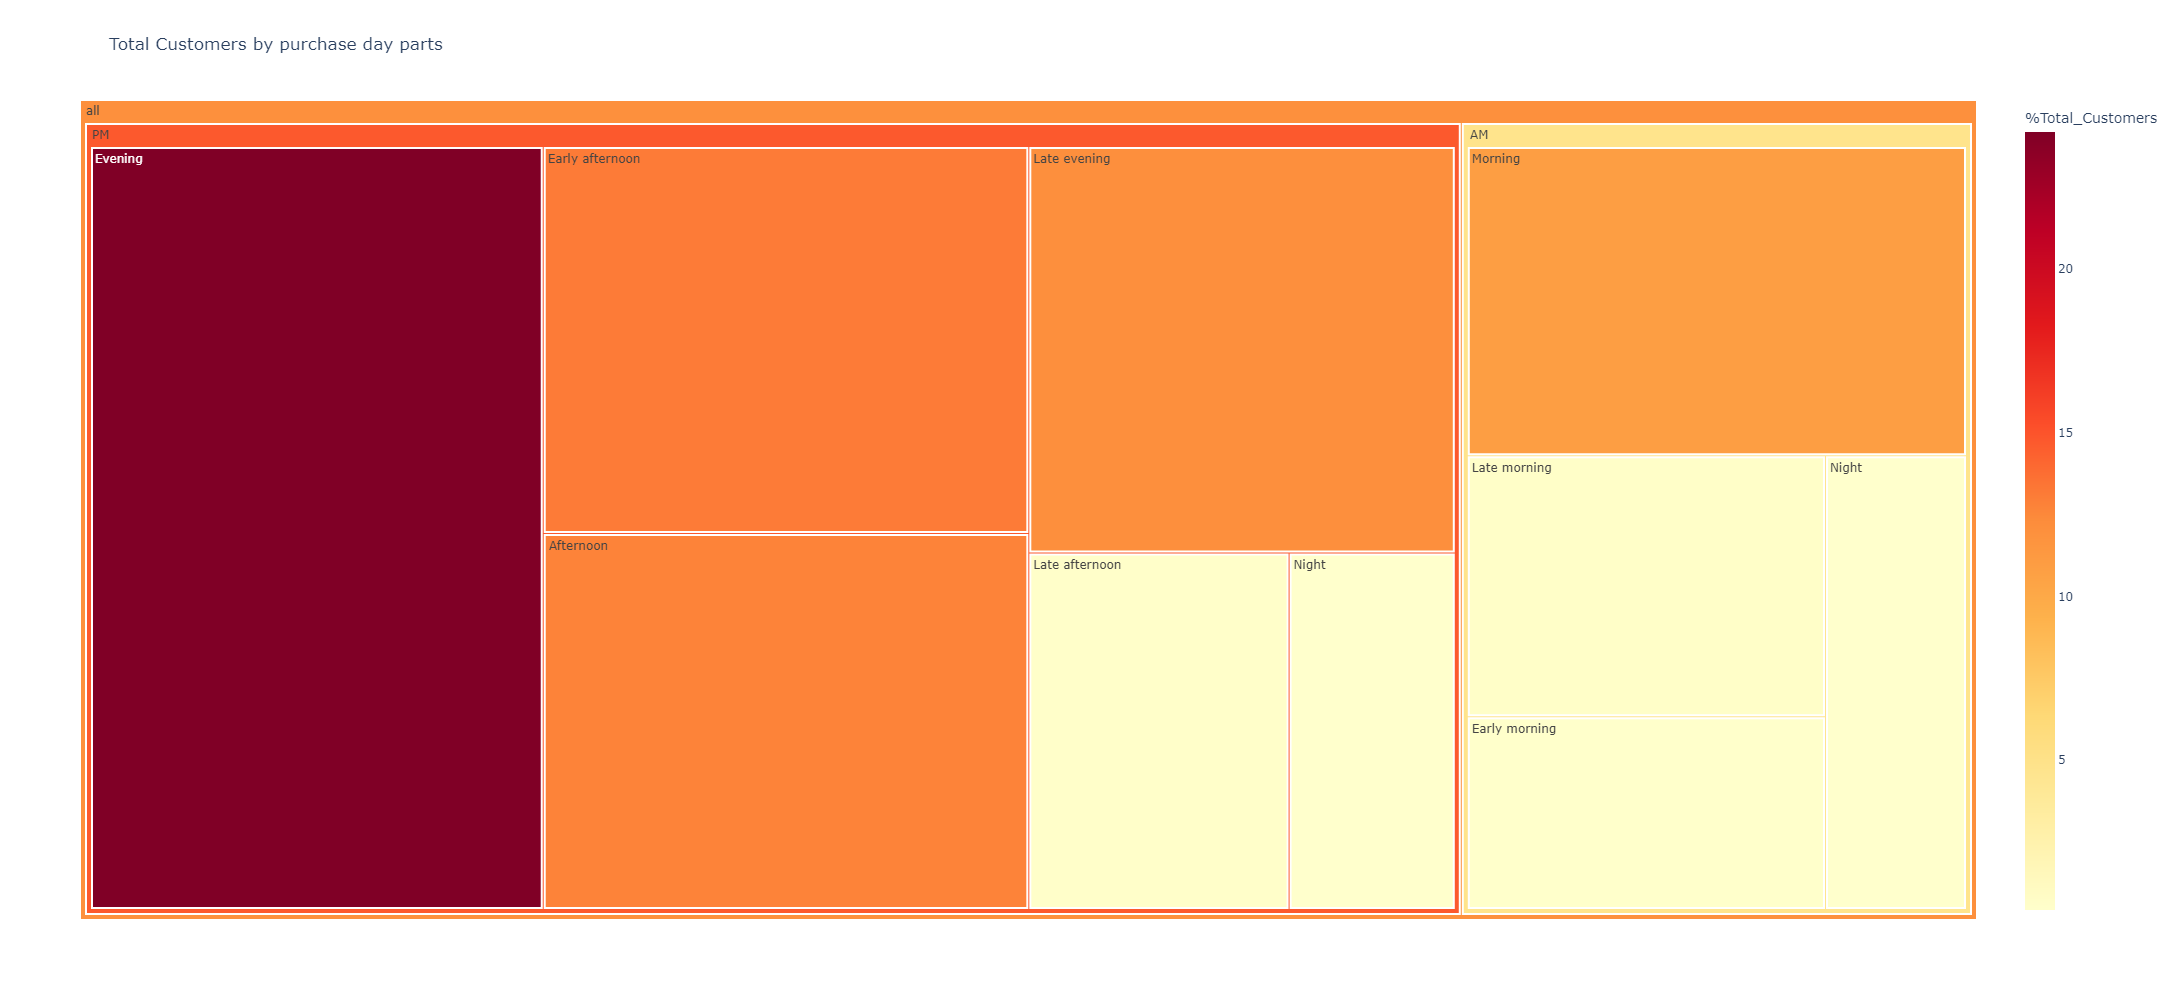 Total Customers by purchase day parts
all
PM
AM
%Total_Customers
Evening
Early afternoon
Late evening
Morning
20
15
Late morning
Night
Afternoon
Late afternoon
Night
10
Early morning
5